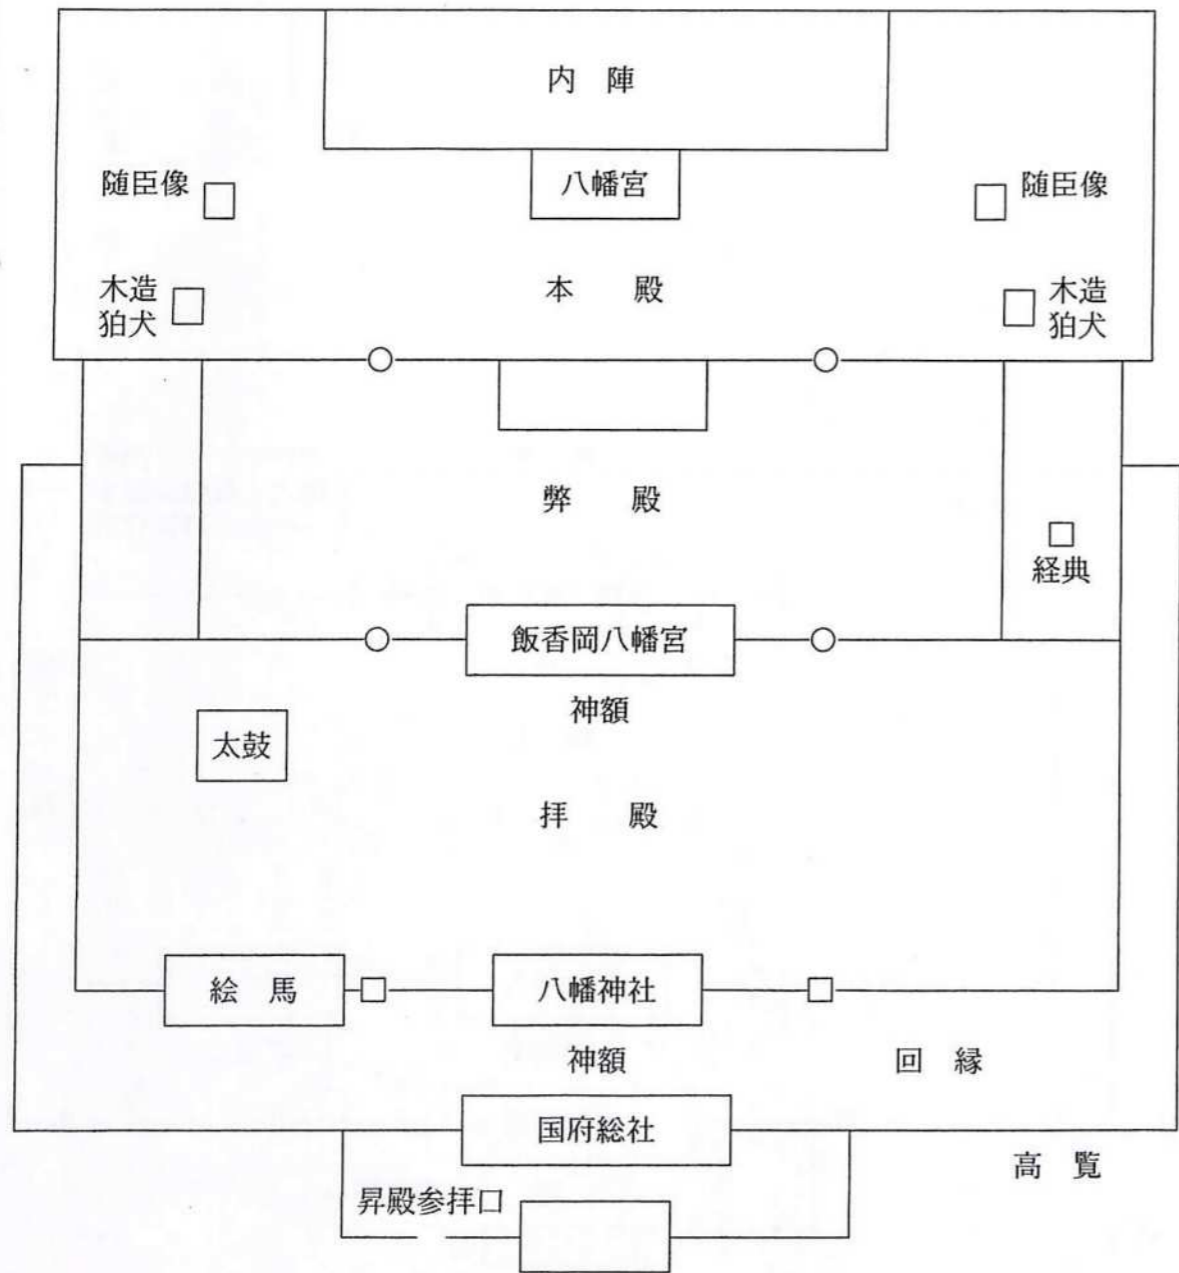 内 陣
八幡宮
随臣像
随臣像
本 殿
木造
狛犬
木造
狛犬
弊 殿
経典
飯香岡八幡宮
神額
太鼓
拝 殿
絵 馬
八幡神社
神額
回 縁
国府総社
高 覧
昇殿参拝口